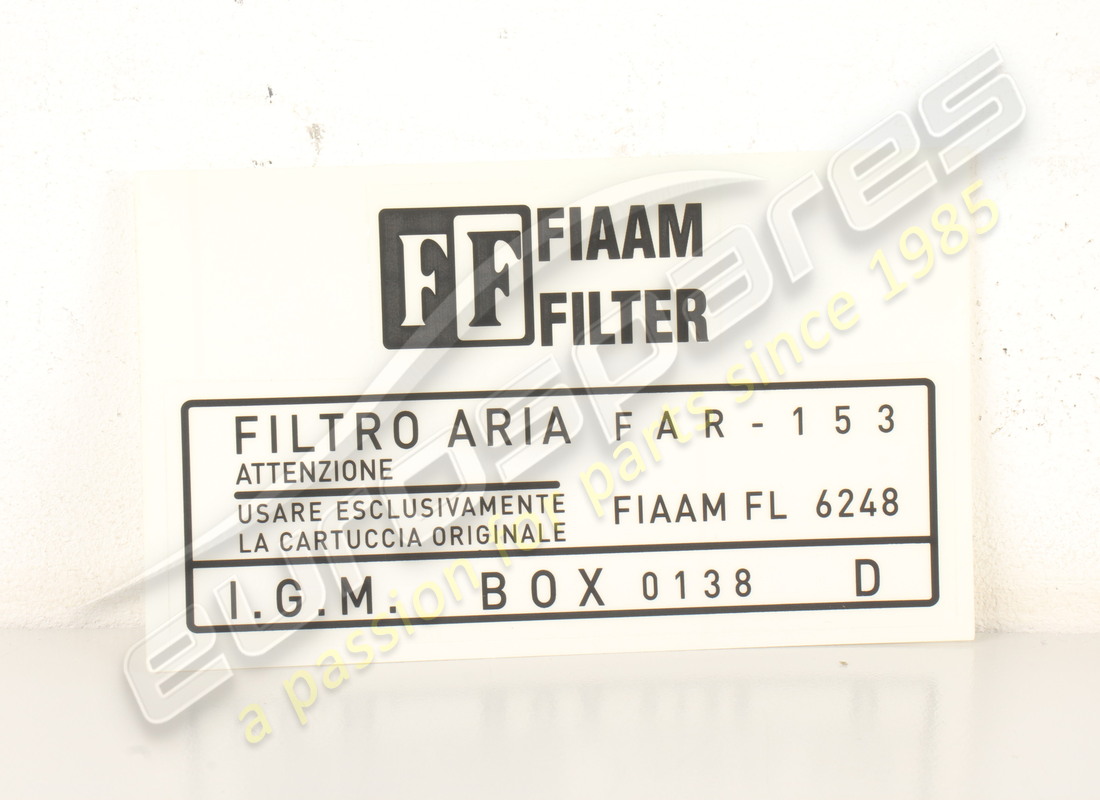 FF FIAAM
FILTER
FILTRO ARIA FAR-153
ATTENZIONE
USARE ESCLUSIVAMENTE
LA CARTUCCIA ORIGINALE
FIAAM FL 6248
I.G.M. BOX 0138 D
eurospares
a passion for parts since 1985